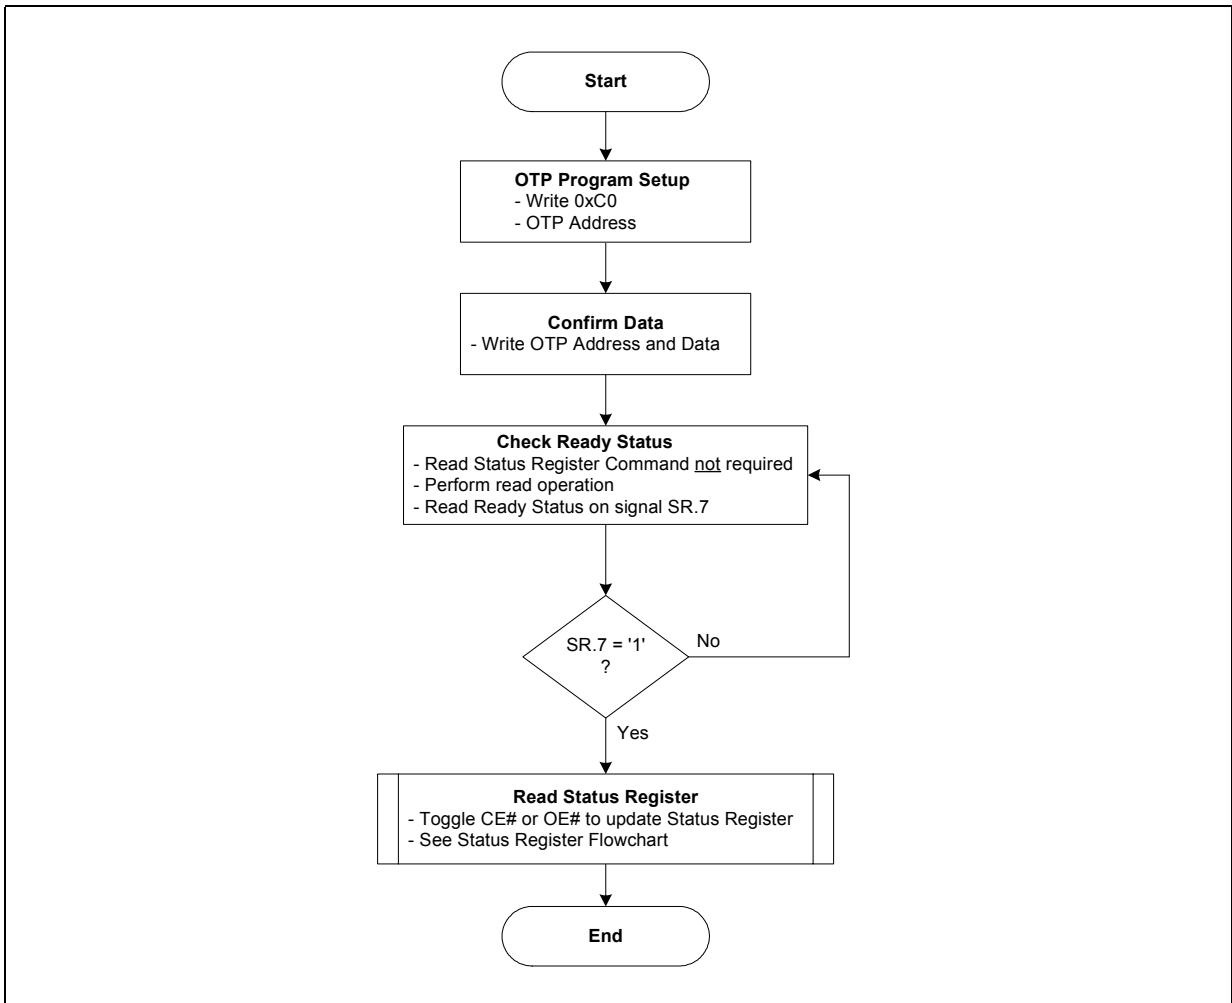 Start
OTP Program Setup
- Write 0xC0
- OTP Address
Confirm Data
- Write OTP Address and Data
Check Ready Status
- Read Status Register Command not required
- Perform read operation
- Read Ready Status on signal SR.7
SR.7 = '1'
?
No
Yes
Read Status Register
- Toggle CE# or OE# to update Status Register
- See Status Register Flowchart
End